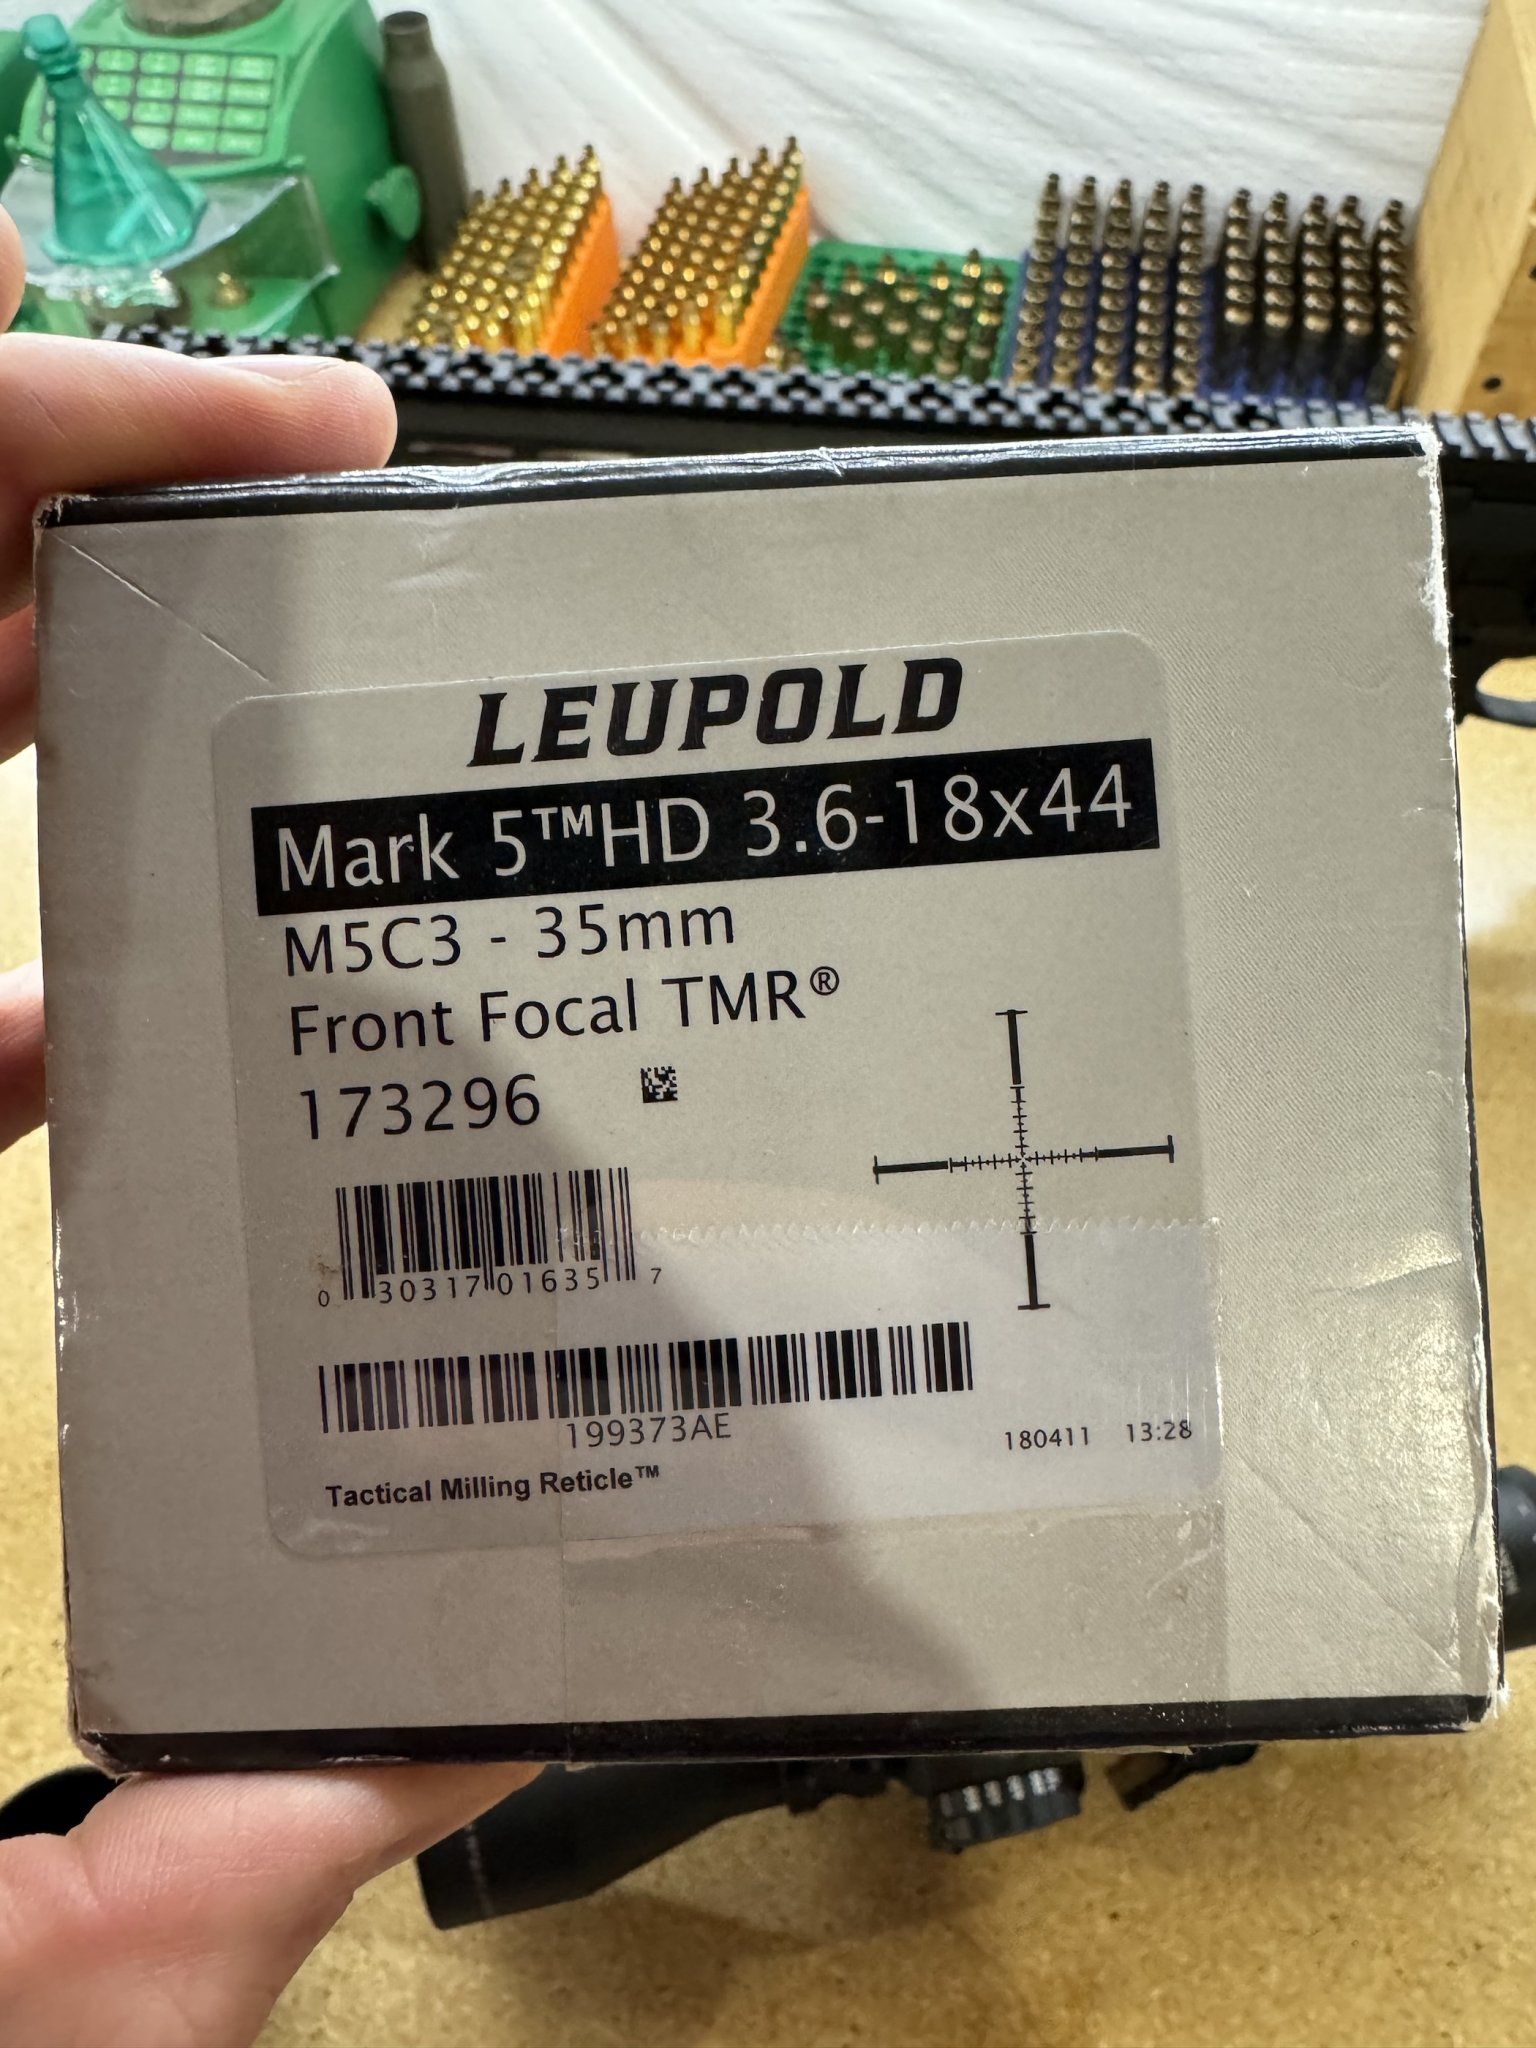 LEUPOLD
Mark 5™HD 3.6-18x44
M5C3 - 35mm
Front Focal TMR®
173296
0 30317 01635 7
199373AE
180411 13:28
Tactical Milling Reticle™